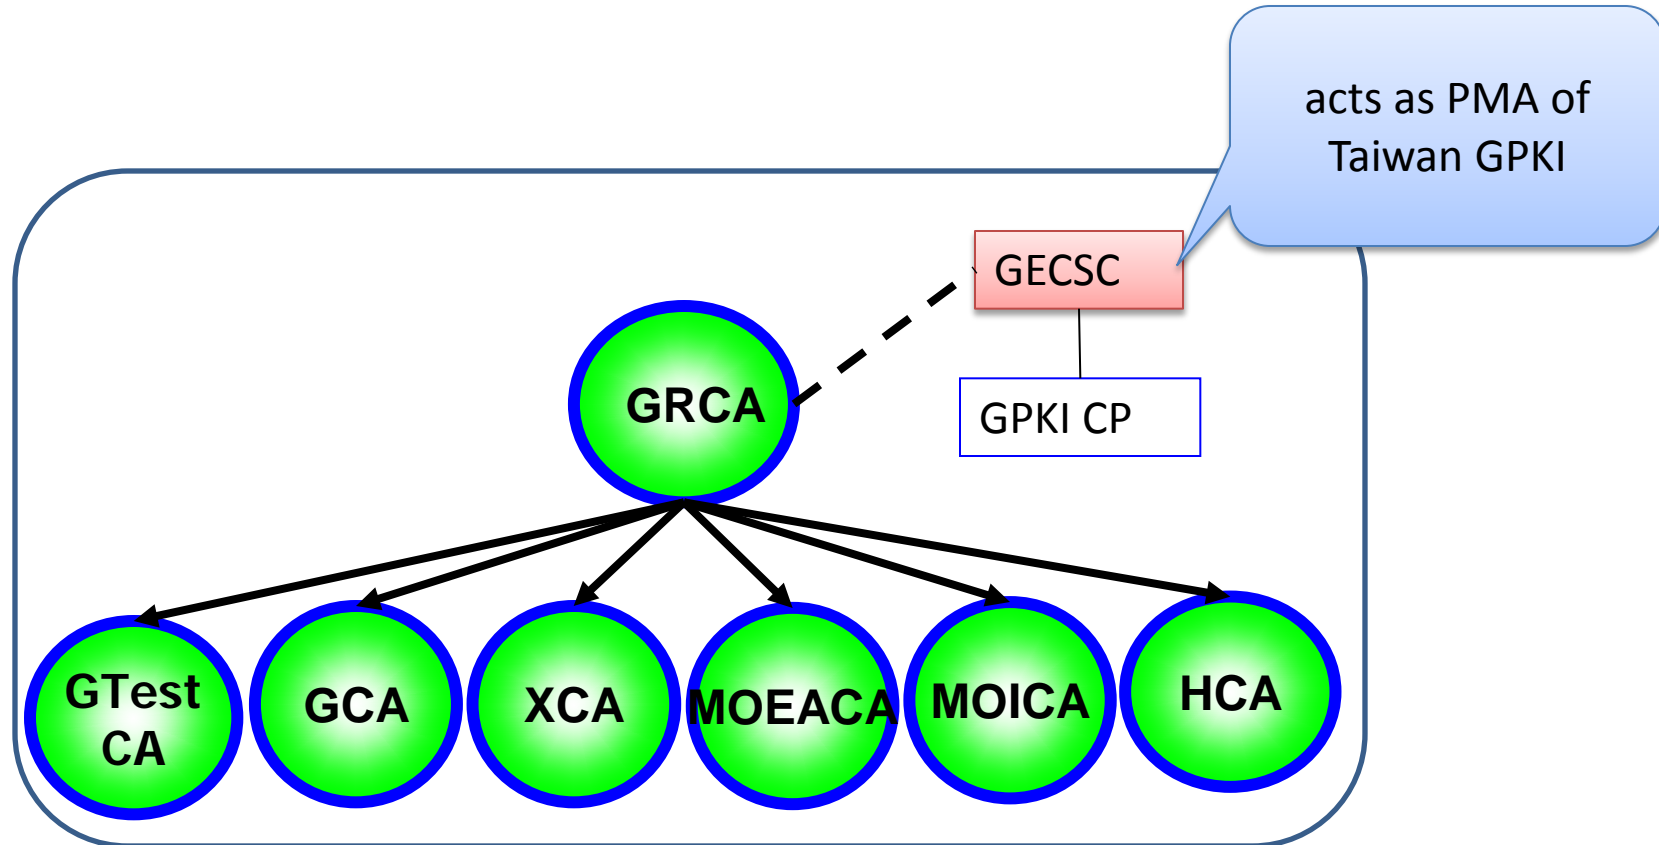 acts as PMA of
Taiwan GPKI
GECSC
GRCA
GPKI CP
GTest
CA
GCA
XCA
MOEACA
MOICA
HCA